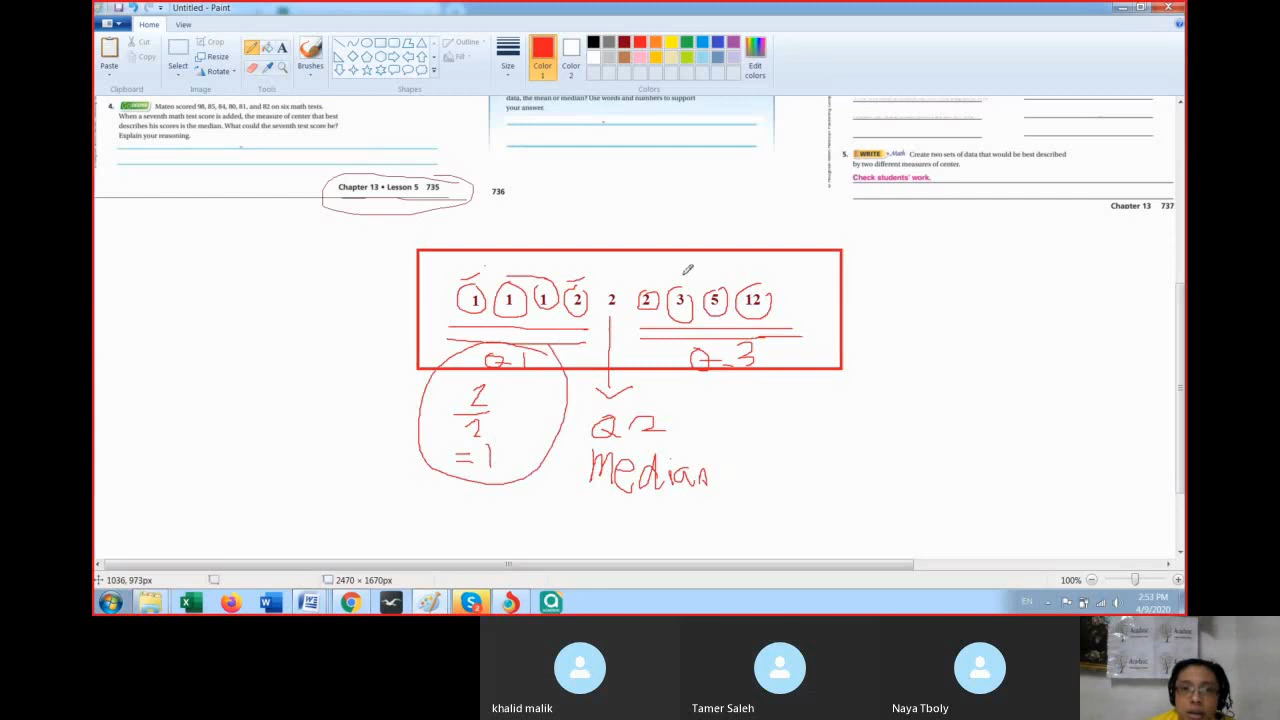 Untitled - Paint
Home View
Paste
Cut
Copy
Clipboard
Select
Crop
Resize
Rotate
Image
Tools
Brushes
Shapes
Outline
Fill
Size
Color 1
Color 2
Edit colors
Colors
4. Mateo scored 98, 85, 84, 80, 81, and 82 on six math tests.
When a seventh math test score is added, the measure of center that best
describes his scores is the median. What could the seventh test score be?
Explain your reasoning.
Chapter 13 • Lesson 5 735
data, the mean or median? Use words and numbers to support
your answer.
736
5. WRITE Math Create two sets of data that would be best described
by two different measures of center.
Check students' work.
Chapter 13 737
1 1 1 2 2 2 3 5 12
Q1 Q3
2
2
= 1
Q2
Median
1036, 973px
2470 × 1670px
100%
EN
2:53 PM
4/9/2020
khalid malik
Tamer Saleh
Naya Tboly